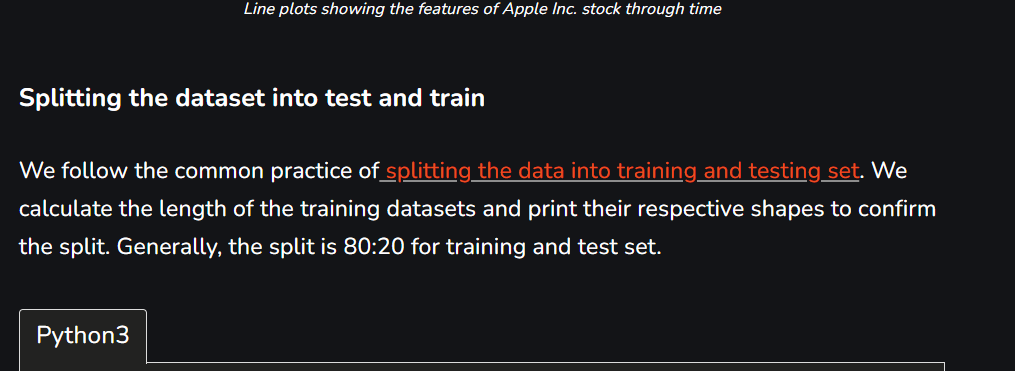 Line plots showing the features of Apple Inc. stock through time
Splitting the dataset into test and train
We follow the common practice of splitting the data into training and testing set. We
calculate the length of the training datasets and print their respective shapes to confirm
the split. Generally, the split is 80:20 for training and test set.
Python3